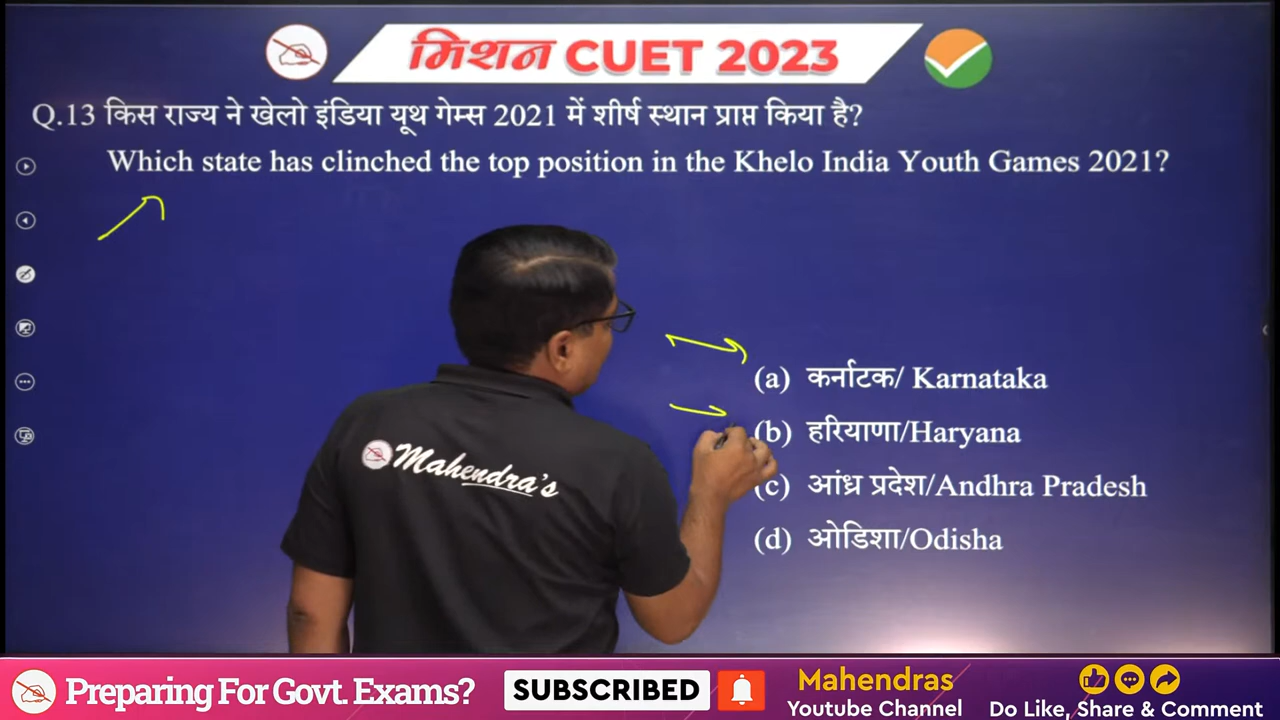 मिशन CUET 2023
Q.13 किस राज्य ने खेलो इंडिया यूथ गेम्स 2021 में शीर्ष स्थान प्राप्त किया है?
Which state has clinched the top position in the Khelo India Youth Games 2021?
(a) कर्नाटक/ Karnataka
(b) हरियाणा/Haryana
(c) आंध्र प्रदेश/Andhra Pradesh
(d) ओडिशा/Odisha
Mahendra's
Preparing For Govt. Exams?
SUBSCRIBED
Mahendras
Youtube Channel
Do Like, Share & Comment